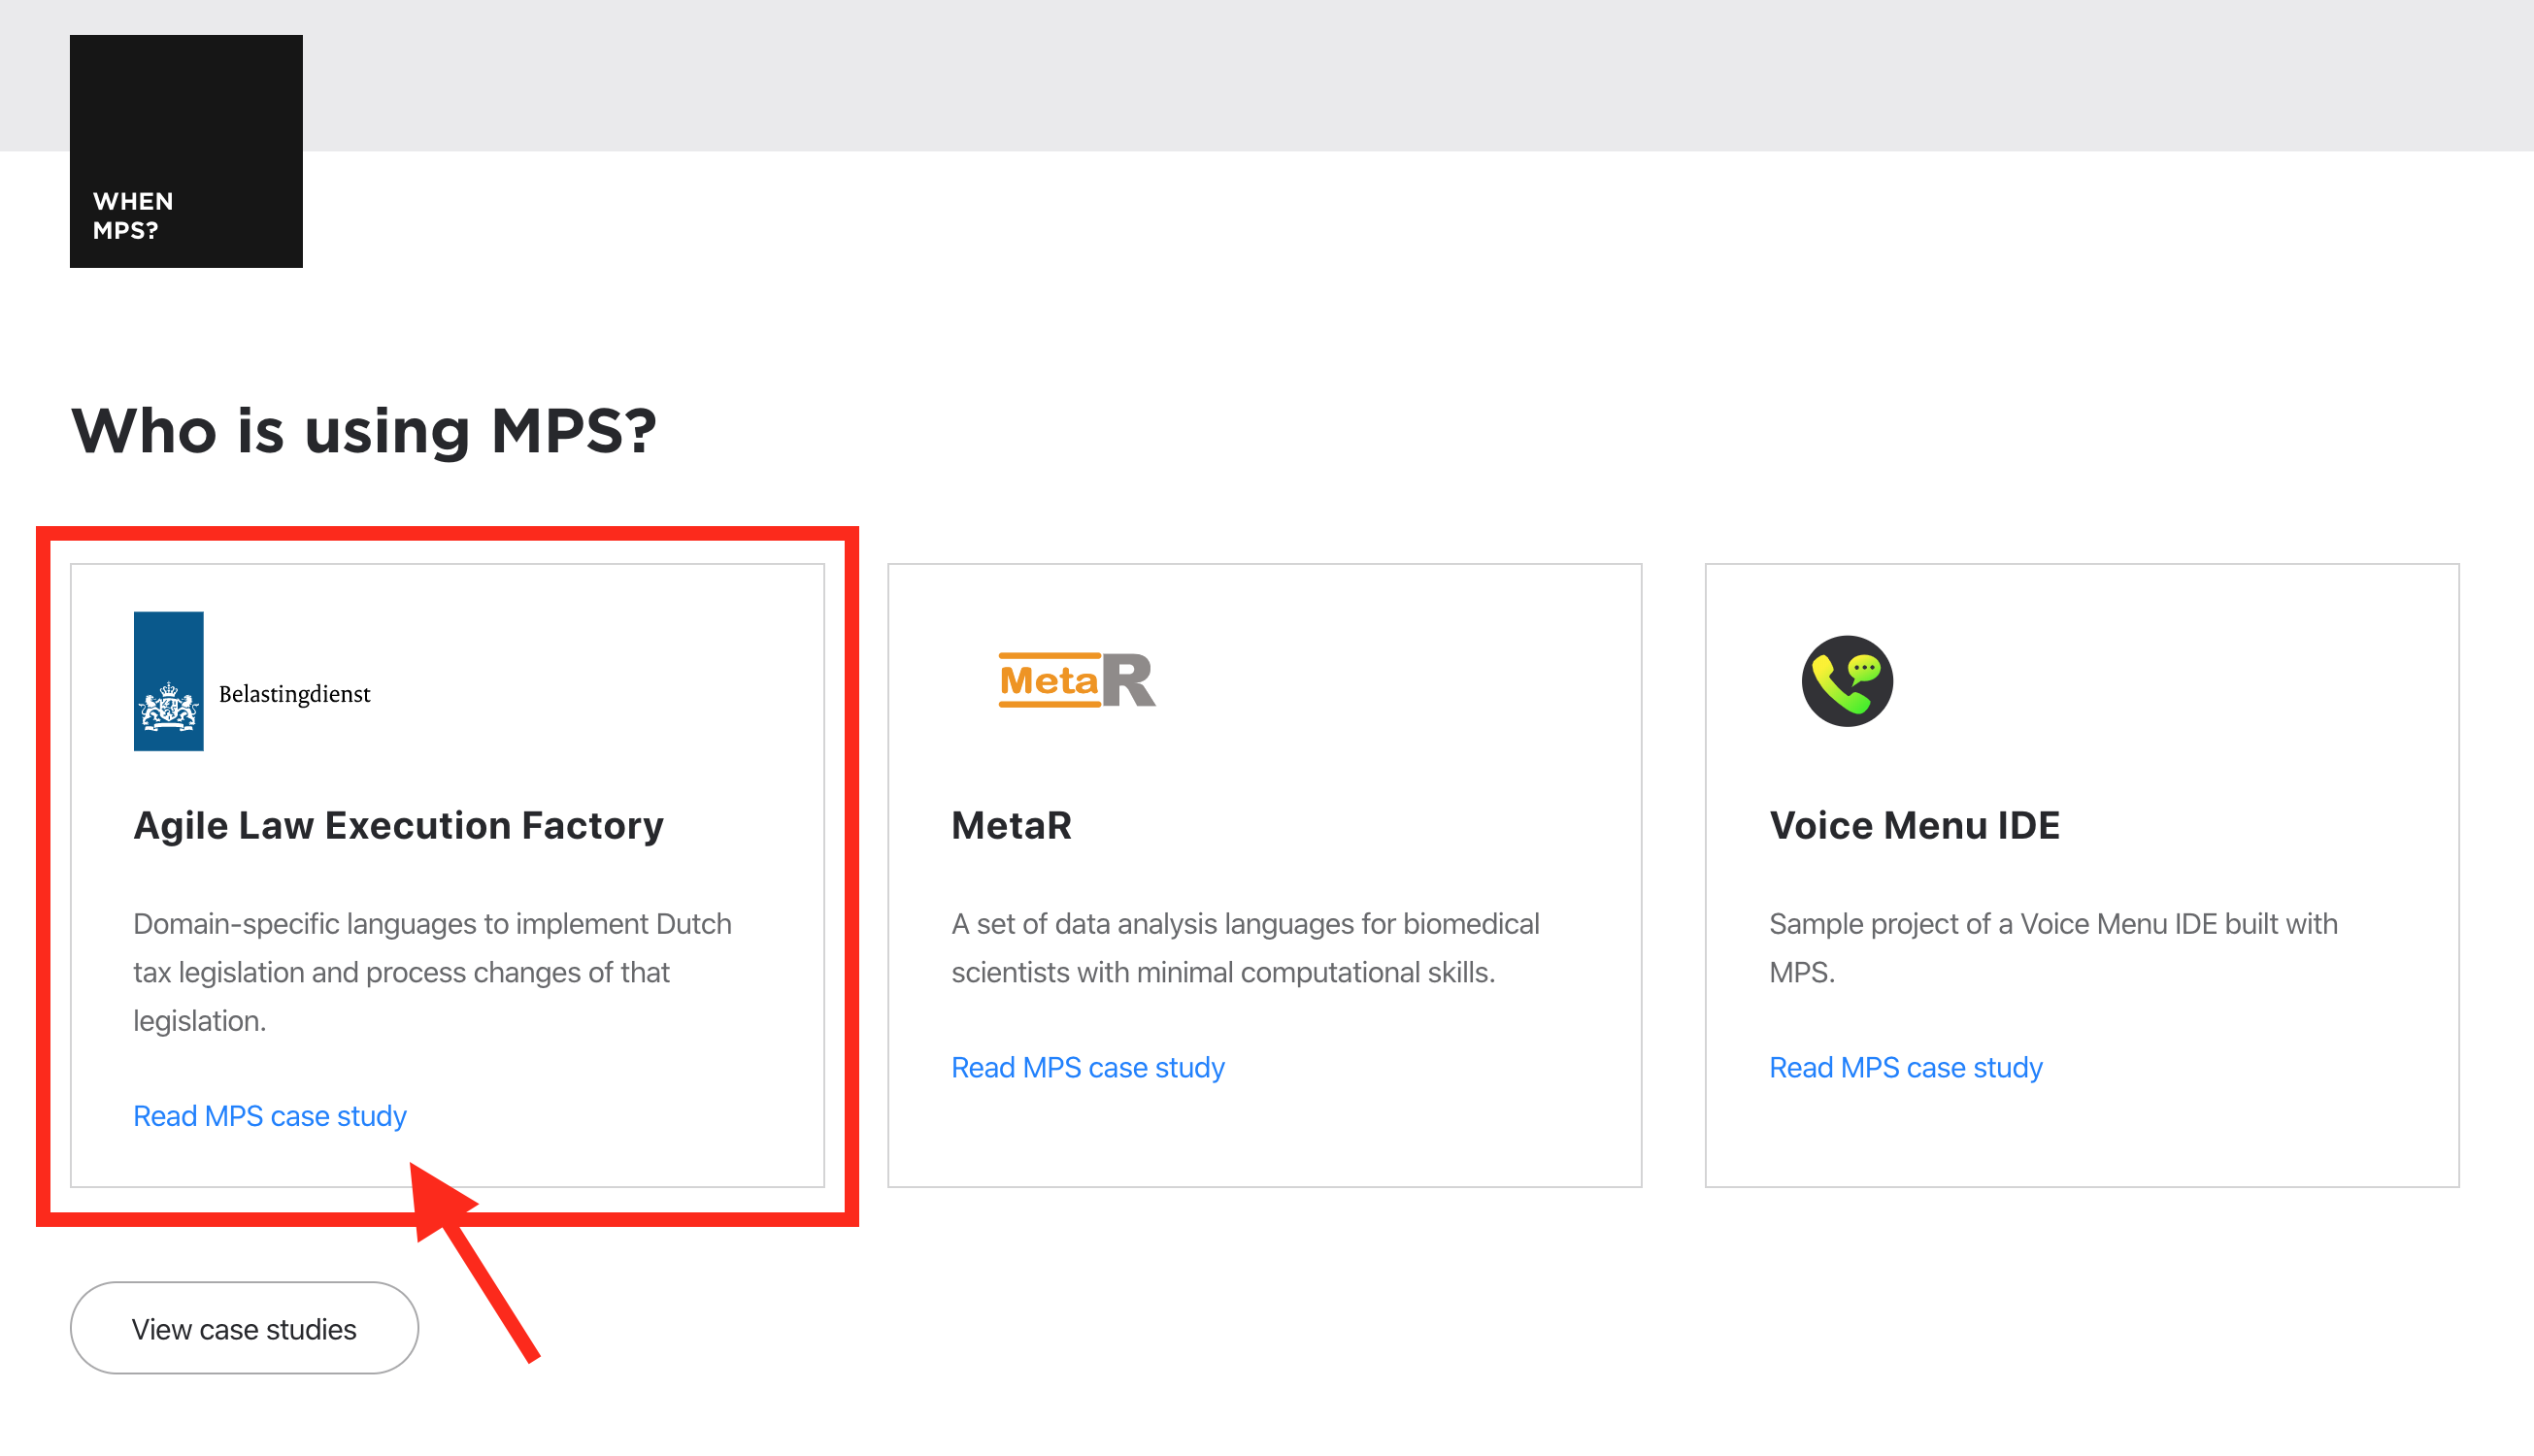 WHEN
MPS?
Who is using MPS?
Belastingdienst
Agile Law Execution Factory
Domain-specific languages to implement Dutch
tax legislation and process changes of that
legislation.
Read MPS case study
MetaR
MetaR
A set of data analysis languages for biomedical
scientists with minimal computational skills.
Read MPS case study
Voice Menu IDE
Sample project of a Voice Menu IDE built with
MPS.
Read MPS case study
View case studies